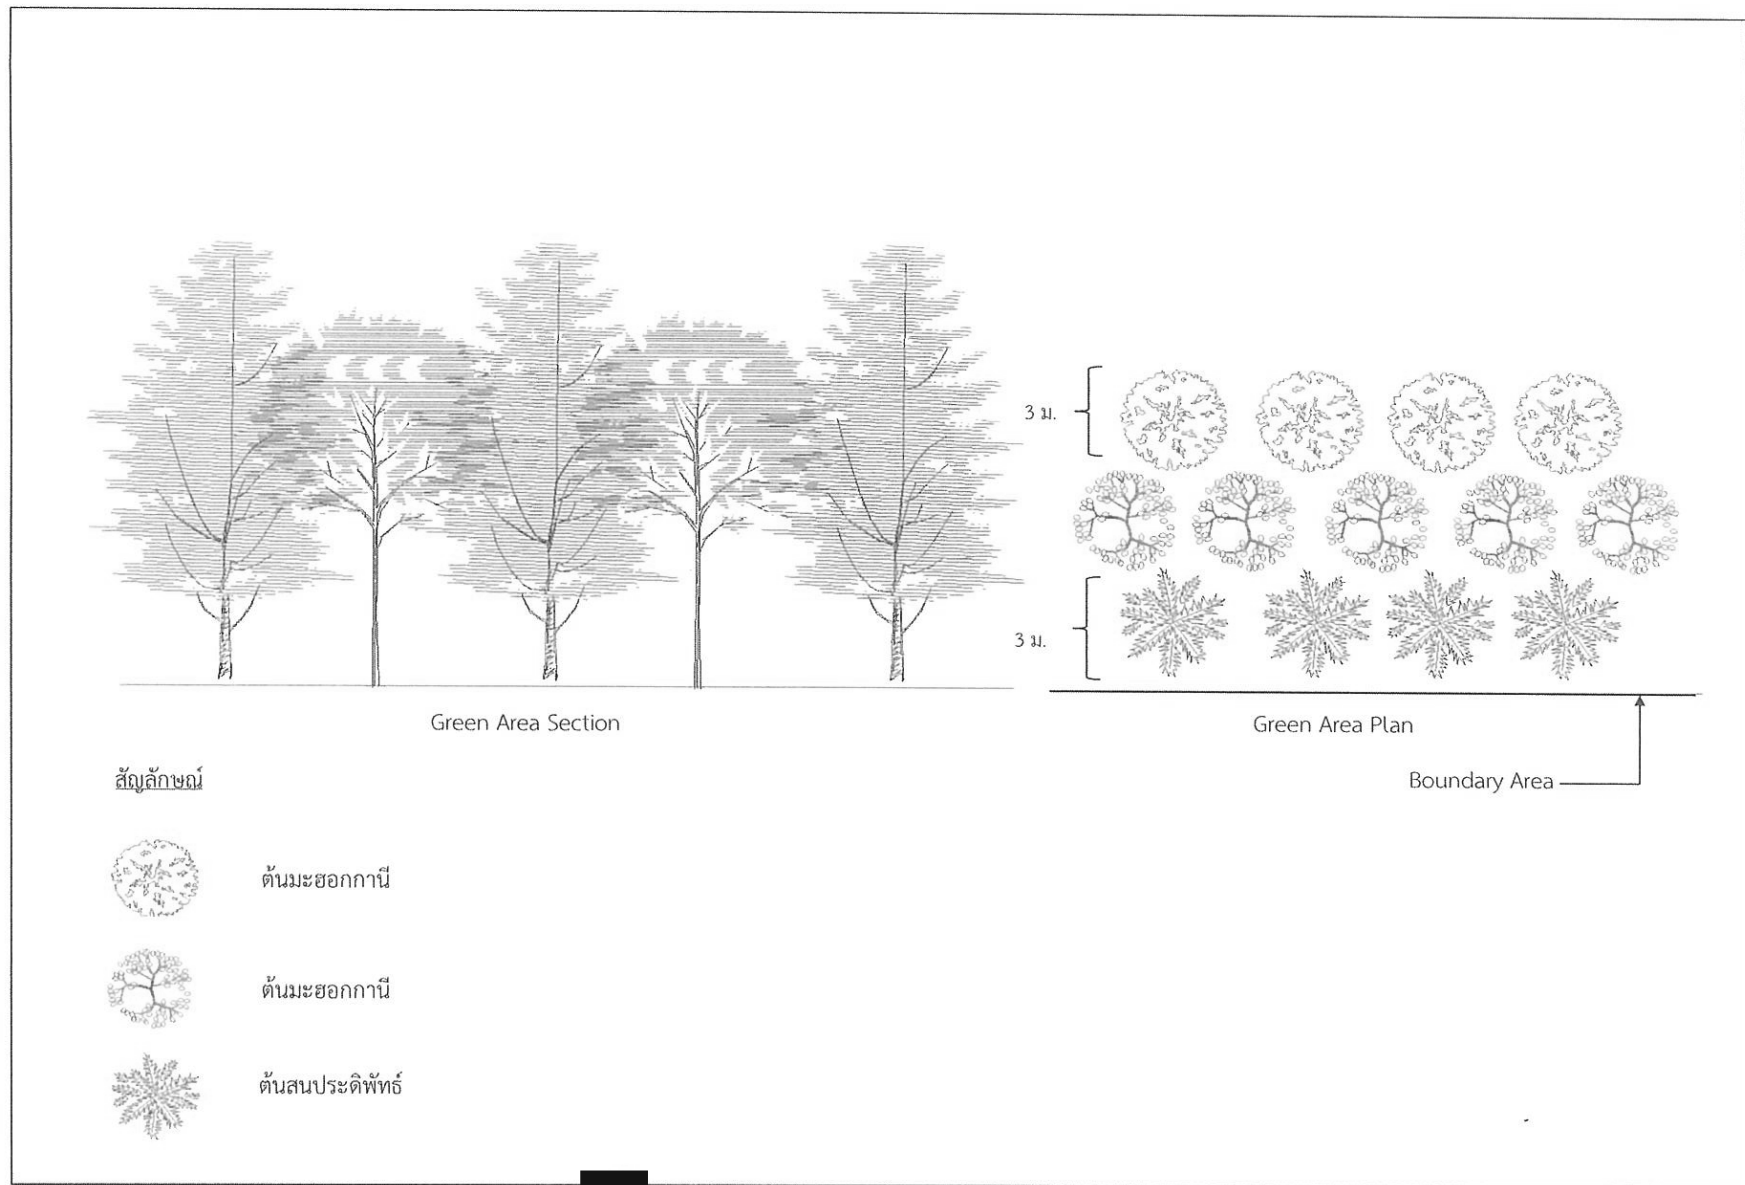 3 ม.
3 ม.
Green Area Section
Green Area Plan
Boundary Area
สัญลักษณ์
ต้นมะฮอกกานี
ต้นมะฮอกกานี
ต้นสนประดิพัทธ์